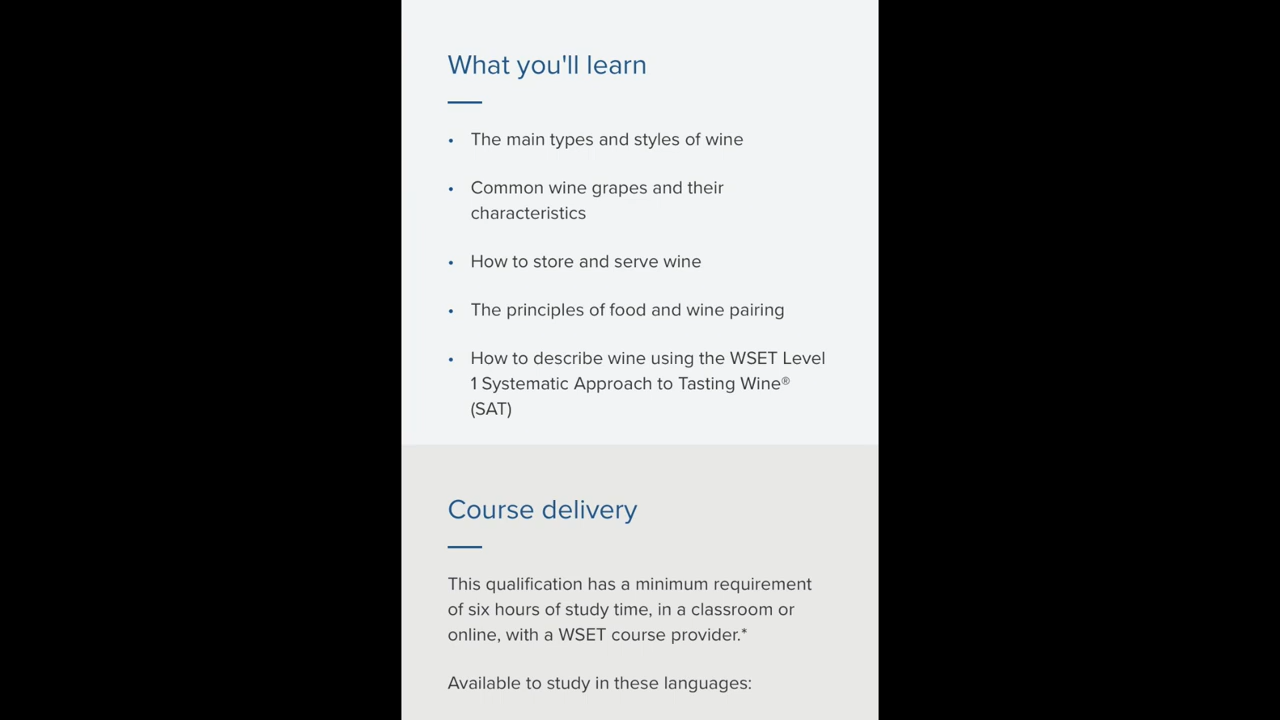 What you'll learn
• The main types and styles of wine
• Common wine grapes and their
characteristics
• How to store and serve wine
• The principles of food and wine pairing
• How to describe wine using the WSET Level
1 Systematic Approach to Tasting Wine®
(SAT)
Course delivery
This qualification has a minimum requirement
of six hours of study time, in a classroom or
online, with a WSET course provider.*
Available to study in these languages: